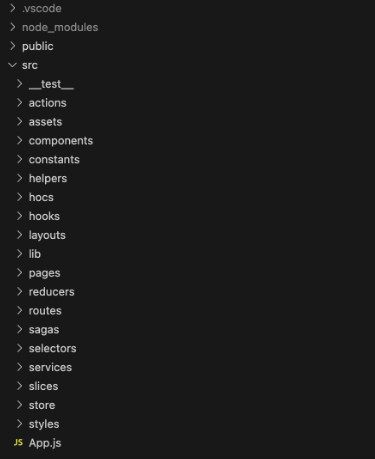 .vscode
node_modules
public
src
__test__
actions
assets
components
constants
helpers
hocs
hooks
layouts
lib
pages
reducers
routes
sagas
selectors
services
slices
store
styles
JS App.js